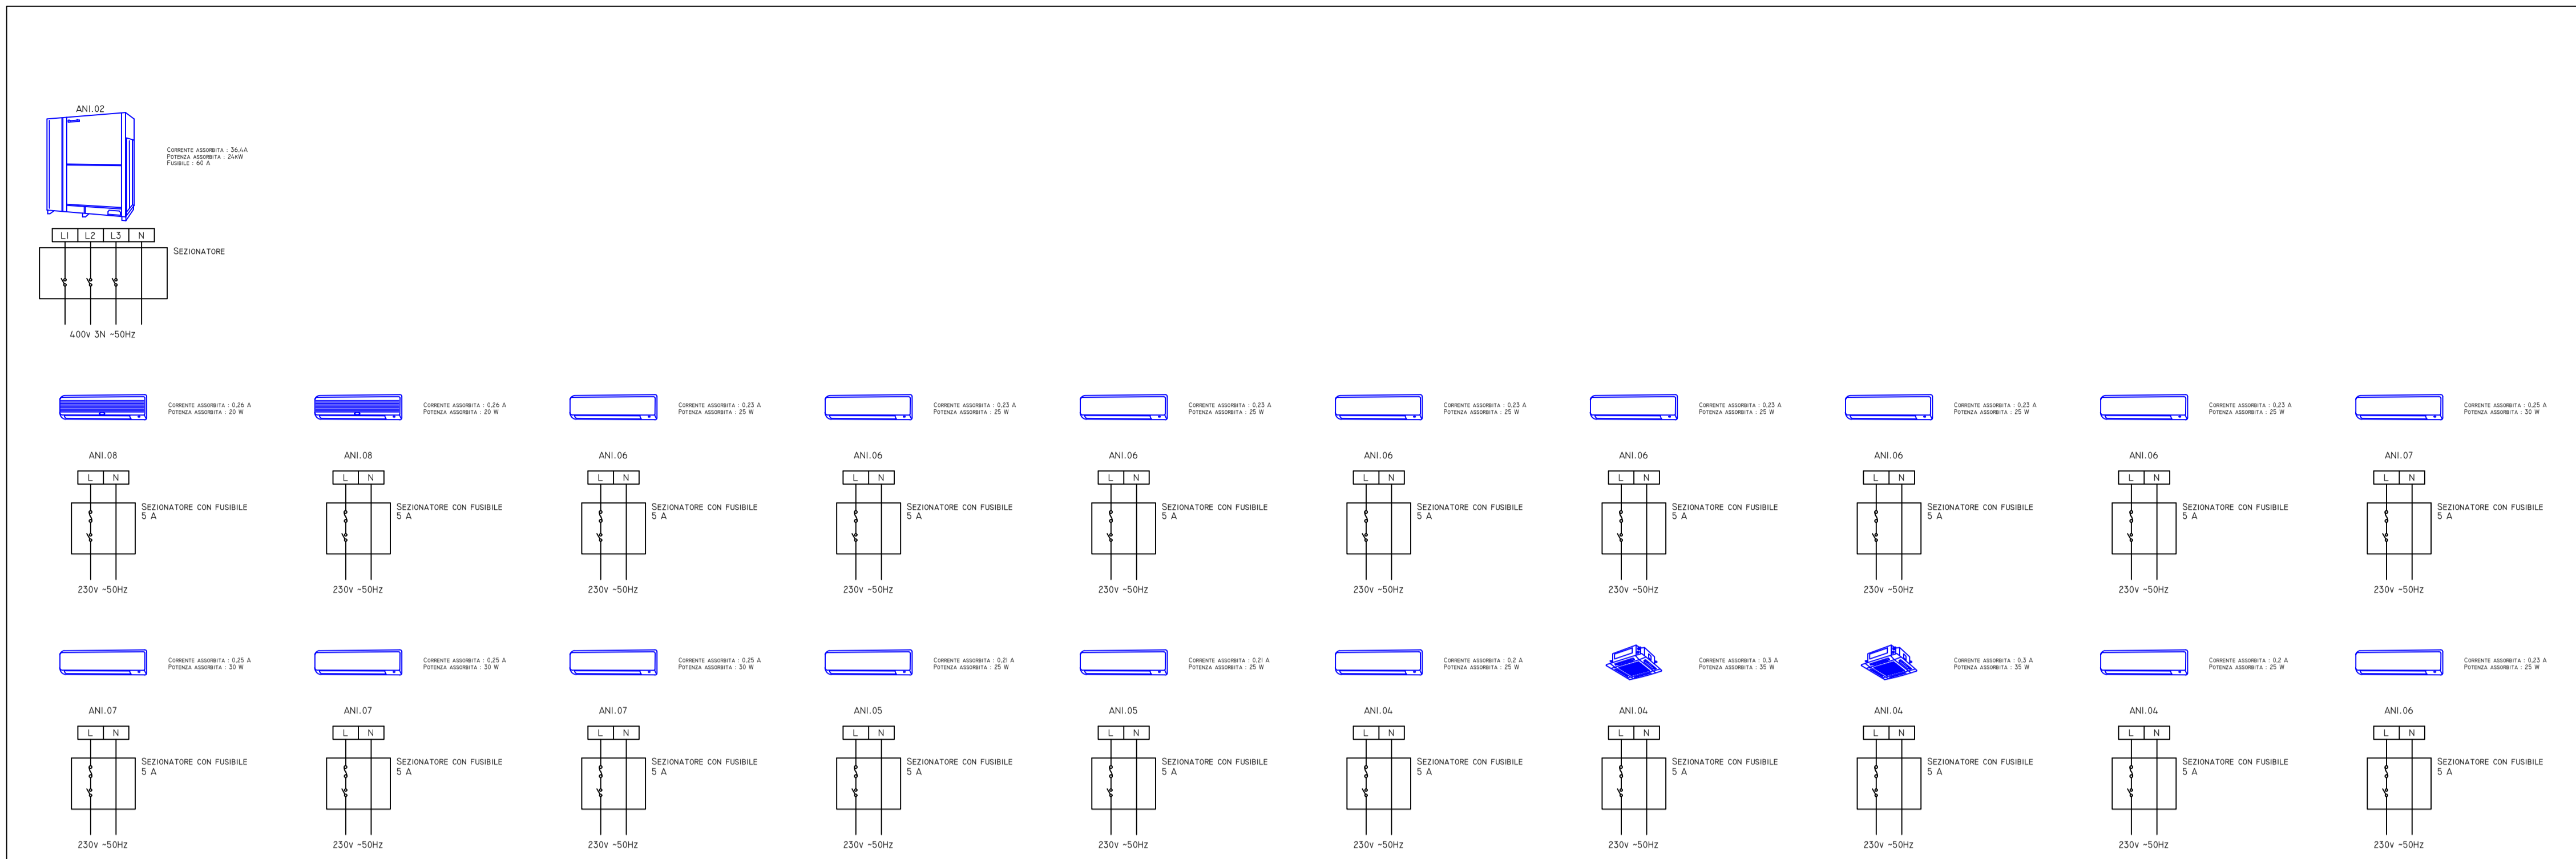 ANI.02
Corrente assorbita : 36,4A
Potenza assorbita : 24kW
Fusibile : 60 A
L1 L2 L3 N
Sezionatore
400v 3N ~50Hz
Corrente assorbita : 0,26 A
Potenza assorbita : 20 W
Corrente assorbita : 0,26 A
Potenza assorbita : 20 W
Corrente assorbita : 0,23 A
Potenza assorbita : 25 W
Corrente assorbita : 0,23 A
Potenza assorbita : 25 W
Corrente assorbita : 0,23 A
Potenza assorbita : 25 W
Corrente assorbita : 0,23 A
Potenza assorbita : 25 W
Corrente assorbita : 0,23 A
Potenza assorbita : 25 W
Corrente assorbita : 0,23 A
Potenza assorbita : 25 W
Corrente assorbita : 0,23 A
Potenza assorbita : 25 W
Corrente assorbita : 0,25 A
Potenza assorbita : 30 W
ANI.08 ANI.08 ANI.06 ANI.06 ANI.06 ANI.06 ANI.06 ANI.06 ANI.06 ANI.07
L N L N L N L N L N L N L N L N L N L N
Sezionatore con fusibile
5 A
Sezionatore con fusibile
5 A
Sezionatore con fusibile
5 A
Sezionatore con fusibile
5 A
Sezionatore con fusibile
5 A
Sezionatore con fusibile
5 A
Sezionatore con fusibile
5 A
Sezionatore con fusibile
5 A
Sezionatore con fusibile
5 A
Sezionatore con fusibile
5 A
230v ~50Hz 230v ~50Hz 230v ~50Hz 230v ~50Hz 230v ~50Hz 230v ~50Hz 230v ~50Hz 230v ~50Hz 230v ~50Hz 230v ~50Hz
Corrente assorbita : 0,25 A
Potenza assorbita : 30 W
Corrente assorbita : 0,25 A
Potenza assorbita : 30 W
Corrente assorbita : 0,25 A
Potenza assorbita : 30 W
Corrente assorbita : 0,21 A
Potenza assorbita : 25 W
Corrente assorbita : 0,21 A
Potenza assorbita : 25 W
Corrente assorbita : 0,2 A
Potenza assorbita : 25 W
Corrente assorbita : 0,3 A
Potenza assorbita : 35 W
Corrente assorbita : 0,3 A
Potenza assorbita : 35 W
Corrente assorbita : 0,2 A
Potenza assorbita : 25 W
Corrente assorbita : 0,23 A
Potenza assorbita : 25 W
ANI.07 ANI.07 ANI.07 ANI.05 ANI.05 ANI.04 ANI.04 ANI.04 ANI.04 ANI.06
L N L N L N L N L N L N L N L N L N L N
Sezionatore con fusibile
5 A
Sezionatore con fusibile
5 A
Sezionatore con fusibile
5 A
Sezionatore con fusibile
5 A
Sezionatore con fusibile
5 A
Sezionatore con fusibile
5 A
Sezionatore con fusibile
5 A
Sezionatore con fusibile
5 A
Sezionatore con fusibile
5 A
Sezionatore con fusibile
5 A
230v ~50Hz 230v ~50Hz 230v ~50Hz 230v ~50Hz 230v ~50Hz 230v ~50Hz 230v ~50Hz 230v ~50Hz 230v ~50Hz 230v ~50Hz